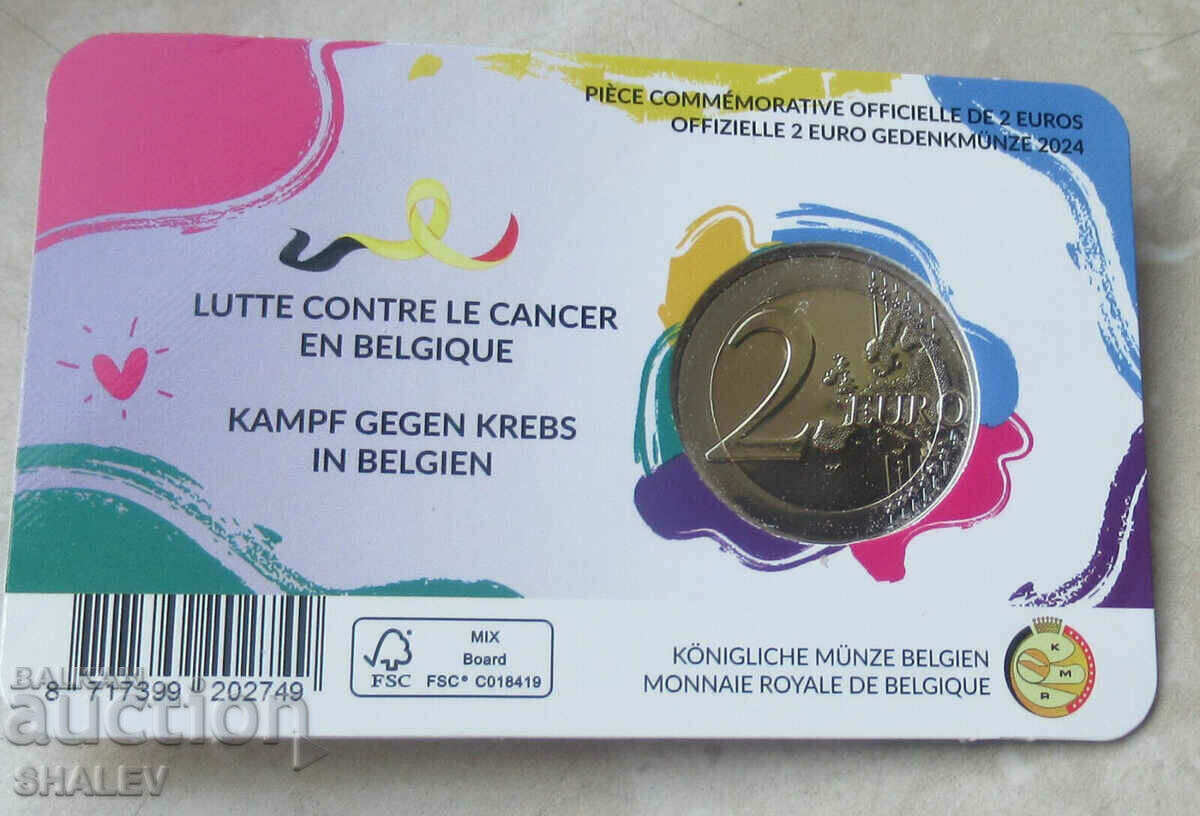 PIÈCE COMMÉMORATIVE OFFICIELLE DE 2 EUROS
OFFIZIELLE 2 EURO GEDENKMÜNZE 2024
LUTTE CONTRE LE CANCER
EN BELGIQUE
KAMPF GEGEN KREBS
IN BELGIEN
2 EURO
8 717399 202749
FSC
MIX
Board
FSC® C018419
KÖNIGLICHE MÜNZE BELGIEN
MONNAIE ROYALE DE BELGIQUE
K
M
R
BALKAN
auction
SHALEV